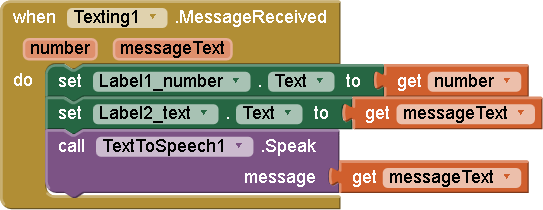 when Texting1 .MessageReceived
number messageText
do set Label1_number . Text to get number
set Label2_text . Text to get messageText
call TextToSpeech1 .Speak
message get messageText